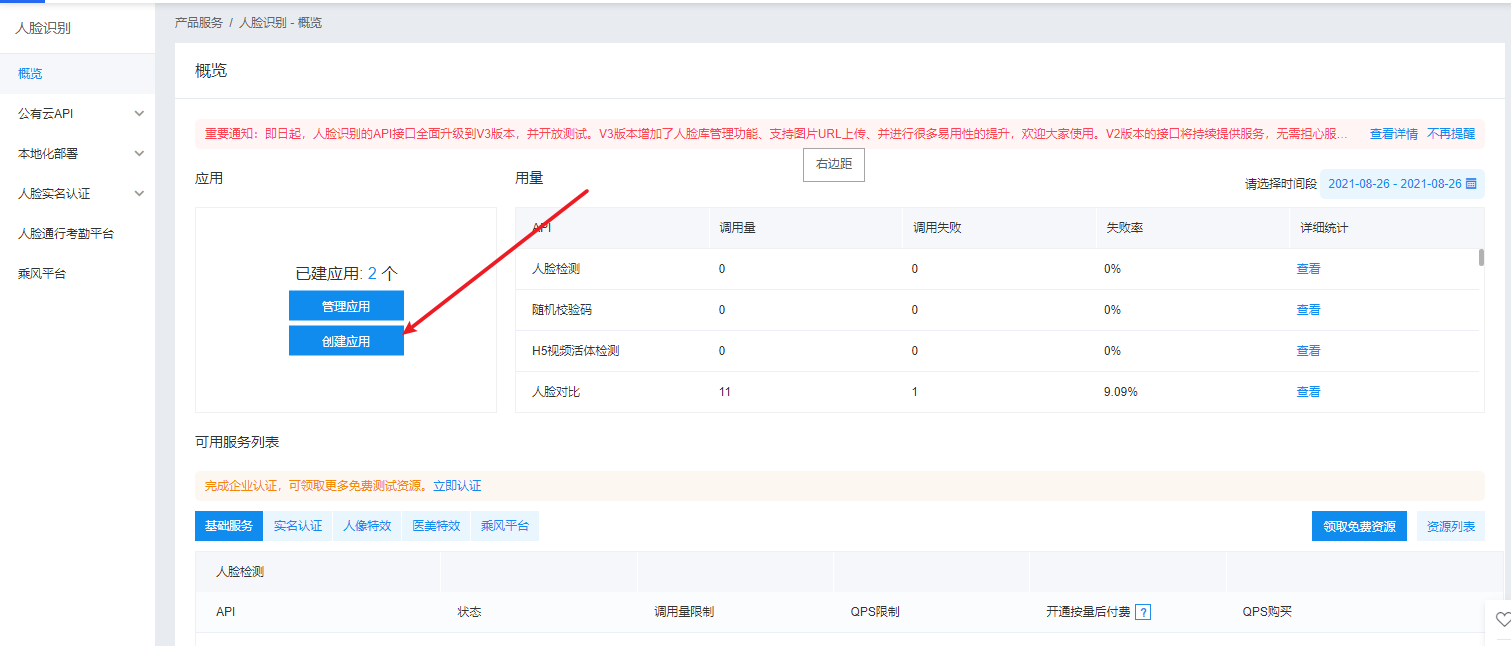 人脸识别
概览
公有云API
本地化部署
人脸实名认证
人脸通行考勤平台
乘风平台
产品服务 / 人脸识别 - 概览
概览
重要通知：即日起，人脸识别的API接口全面升级到V3版本，并开放测试。V3版本增加了人脸库管理功能、支持图片URL上传、并进行很多易用性的提升，欢迎大家使用。V2版本的接口将持续提供服务，无需担心服... 查看详情 不再提醒
右边距
应用
已建应用: 2 个
管理应用
创建应用
用量
请选择时间段 2021-08-26 - 2021-08-26
API 调用量 调用失败 失败率 详细统计
人脸检测 0 0 0% 查看
随机校验码 0 0 0% 查看
H5视频活体检测 0 0 0% 查看
人脸对比 11 1 9.09% 查看
可用服务列表
完成企业认证，可领取更多免费测试资源。立即认证
基础服务 实名认证 人像特效 医美特效 乘风平台 领取免费资源 资源列表
人脸检测
API 状态 调用量限制 QPS限制 开通按量后付费 ? QPS购买